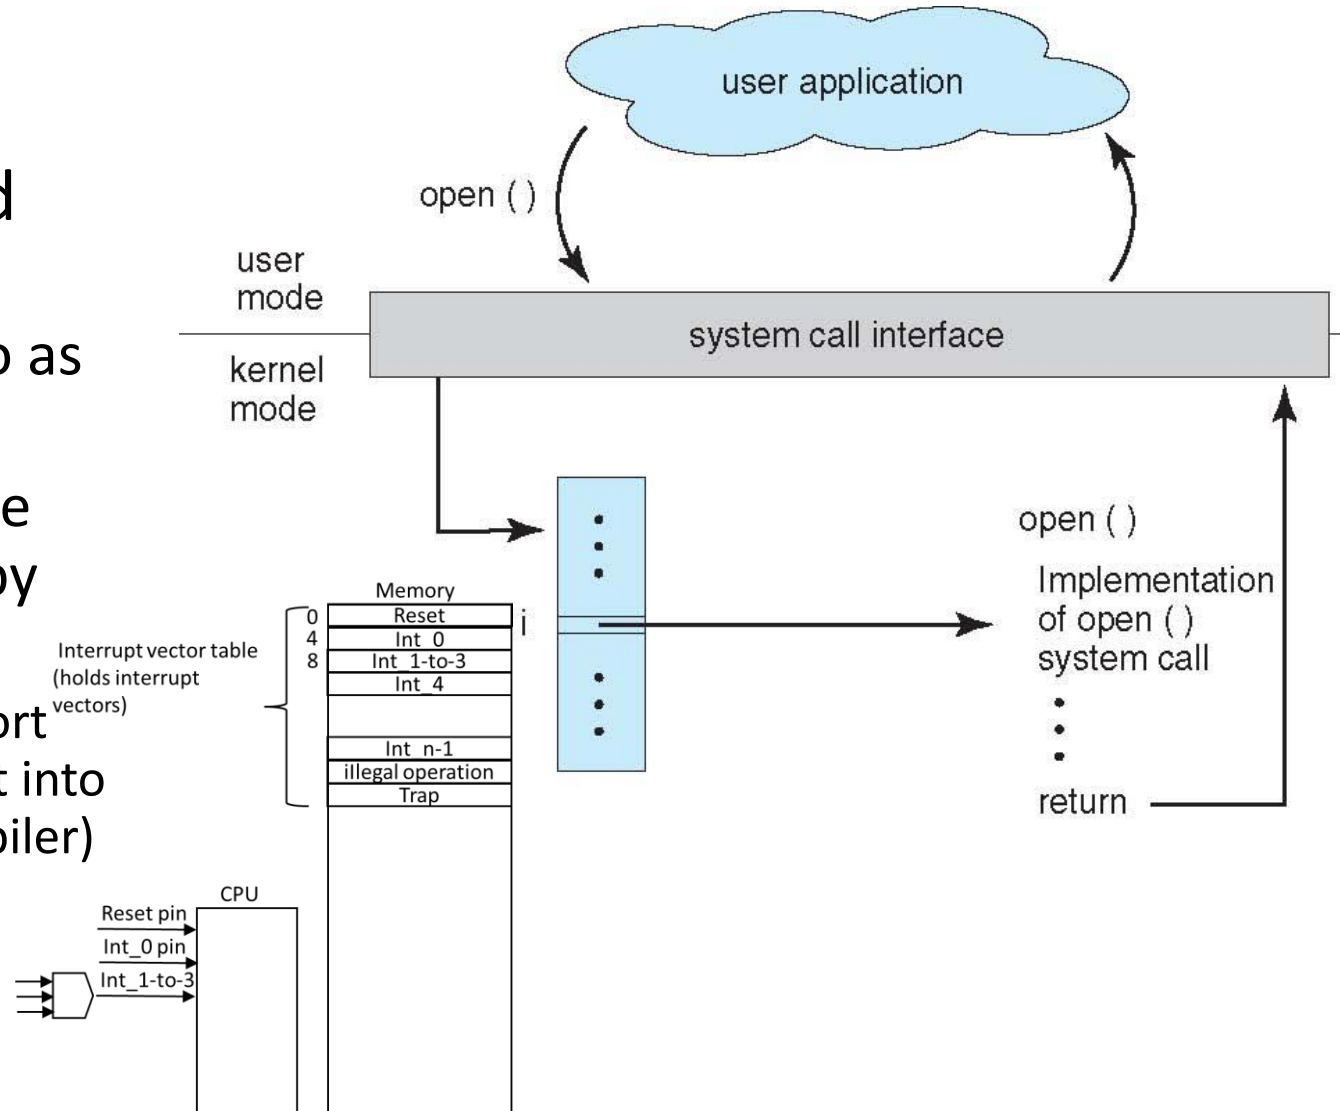 d
o as
e
by
ort
t into
piler)
user application
open ( )
user
mode
system call interface
kernel
mode
i
open ( )
Implementation
of open ( )
system call
return
Memory
Interrupt vector table
(holds interrupt
vectors)
0 Reset
4 Int_0
8 Int_1-to-3
Int_4
Int_n-1
illegal operation
Trap
CPU
Reset pin
Int_0 pin
Int_1-to-3